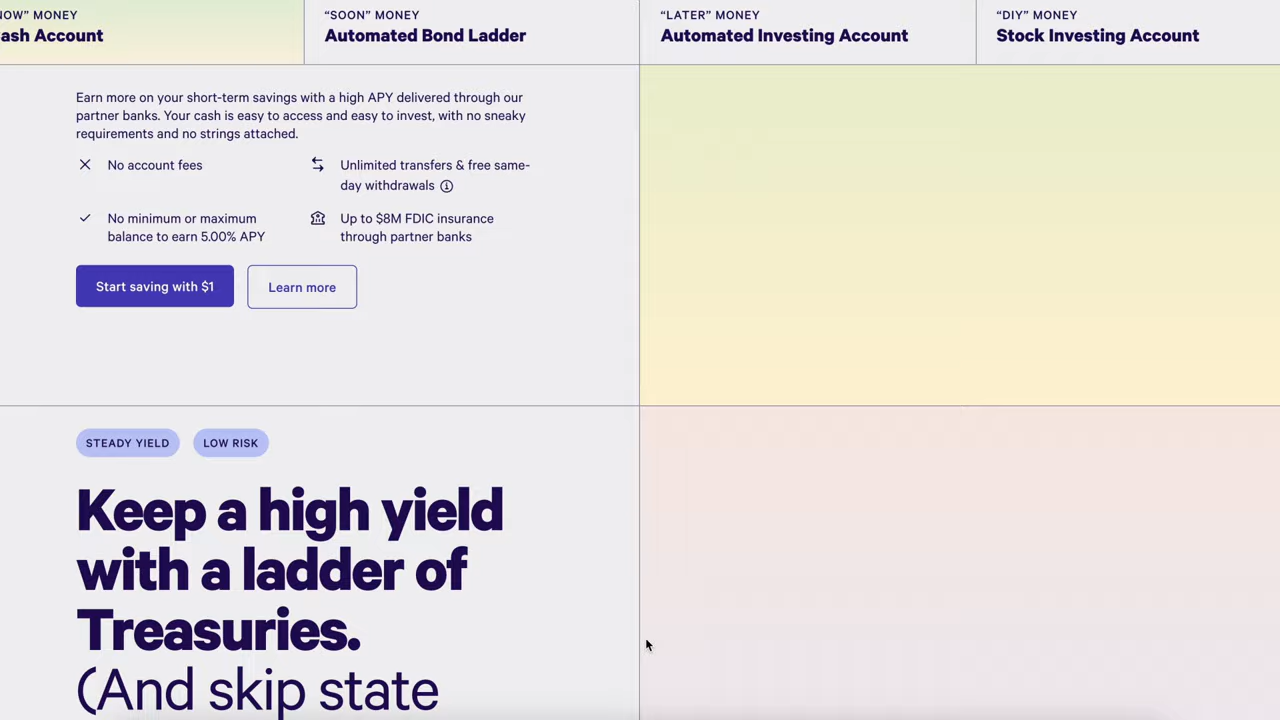 NOW” MONEY
ash Account
“SOON” MONEY
Automated Bond Ladder
“LATER” MONEY
Automated Investing Account
“DIY” MONEY
Stock Investing Account
Earn more on your short-term savings with a high APY delivered through our
partner banks. Your cash is easy to access and easy to invest, with no sneaky
requirements and no strings attached.
No account fees
Unlimited transfers & free same-
day withdrawals
No minimum or maximum
balance to earn 5.00% APY
Up to $8M FDIC insurance
through partner banks
Start saving with $1
Learn more
STEADY YIELD
LOW RISK
Keep a high yield
with a ladder of
Treasuries.
(And skip state